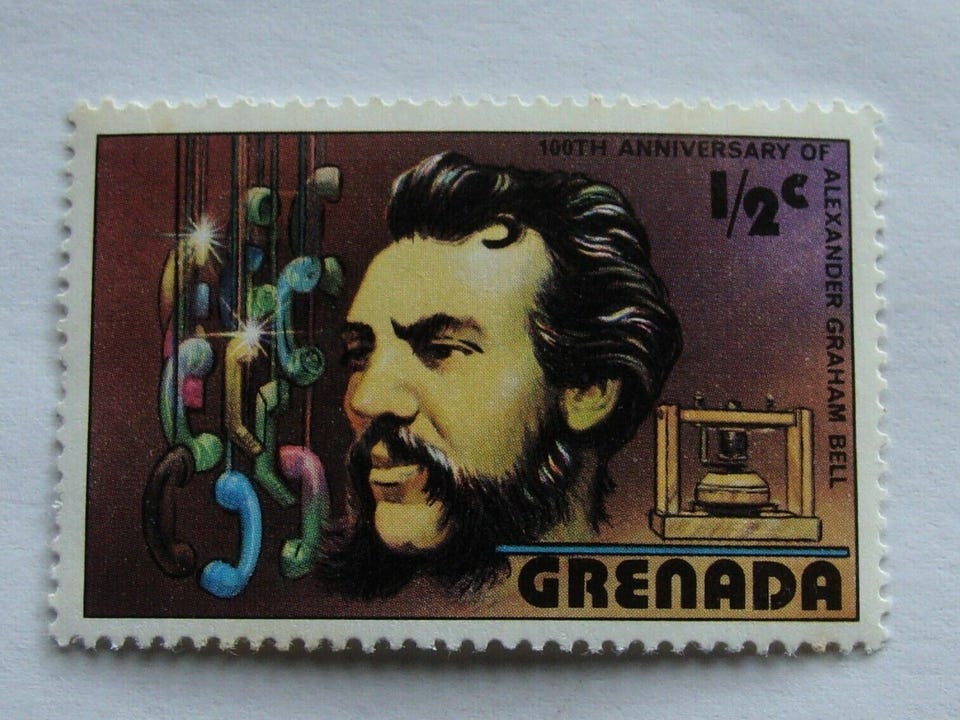 100TH ANNIVERSARY OF
ALEXANDER GRAHAM BELL
1/2c
GRENADA